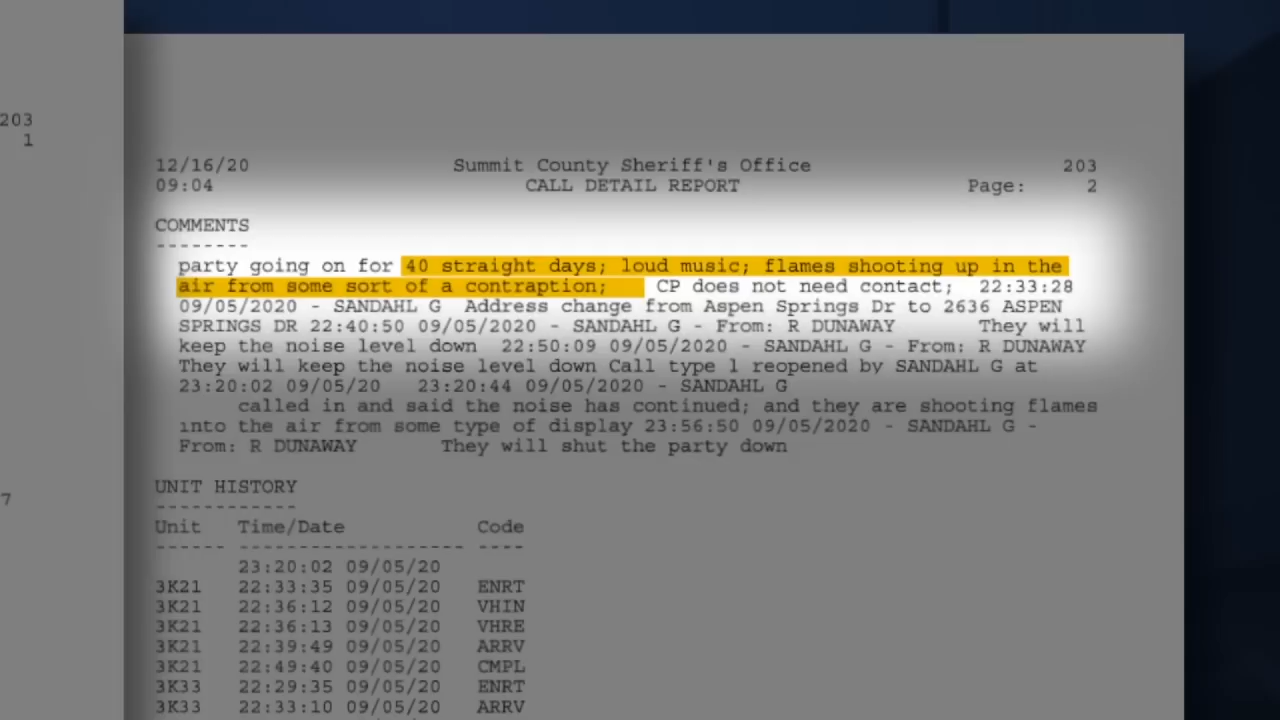 203
1
7
12/16/20 Summit County Sheriff's Office 203
09:04 CALL DETAIL REPORT Page: 2
COMMENTS
--------
party going on for 40 straight days; loud music; flames shooting up in the
air from some sort of a contraption; CP does not need contact; 22:33:28
09/05/2020 - SANDAHL G Address change from Aspen Springs Dr to 2636 ASPEN
SPRINGS DR 22:40:50 09/05/2020 - SANDAHL G - From: R DUNAWAY They will
keep the noise level down 22:50:09 09/05/2020 - SANDAHL G - From: R DUNAWAY
They will keep the noise level down Call type l reopened by SANDAHL G at
23:20:02 09/05/20 23:20:44 09/05/2020 - SANDAHL G
called in and said the noise has continued; and they are shooting flames
into the air from some type of display 23:56:50 09/05/2020 - SANDAHL G -
From: R DUNAWAY They will shut the party down
UNIT HISTORY
------------
Unit Time/Date Code
------ ------------------- ----
23:20:02 09/05/20
3K21 22:33:35 09/05/20 ENRT
3K21 22:36:12 09/05/20 VHIN
3K21 22:36:13 09/05/20 VHRE
3K21 22:39:49 09/05/20 ARRV
3K21 22:49:40 09/05/20 CMPL
3K33 22:29:35 09/05/20 ENRT
3K33 22:33:10 09/05/20 ARRV